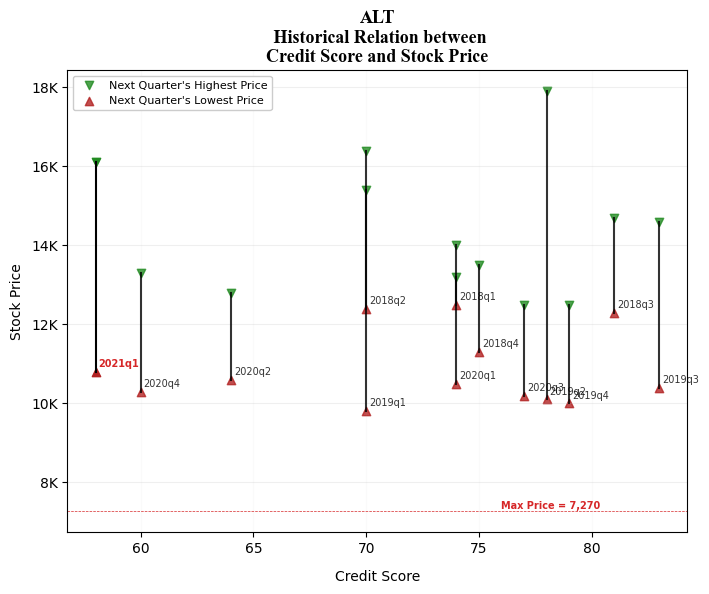 ALT
Historical Relation between
Credit Score and Stock Price
Next Quarter's Highest Price
Next Quarter's Lowest Price
18K
16K
14K
12K
10K
8K
Stock Price
2018q2
2018q1
2018q3
2018q4
2021q1
2020q4
2020q2
2020q1
2019q3
2020q3
2019q2
2019q4
2019q1
Max Price = 7,270
60
65
70
75
80
Credit Score